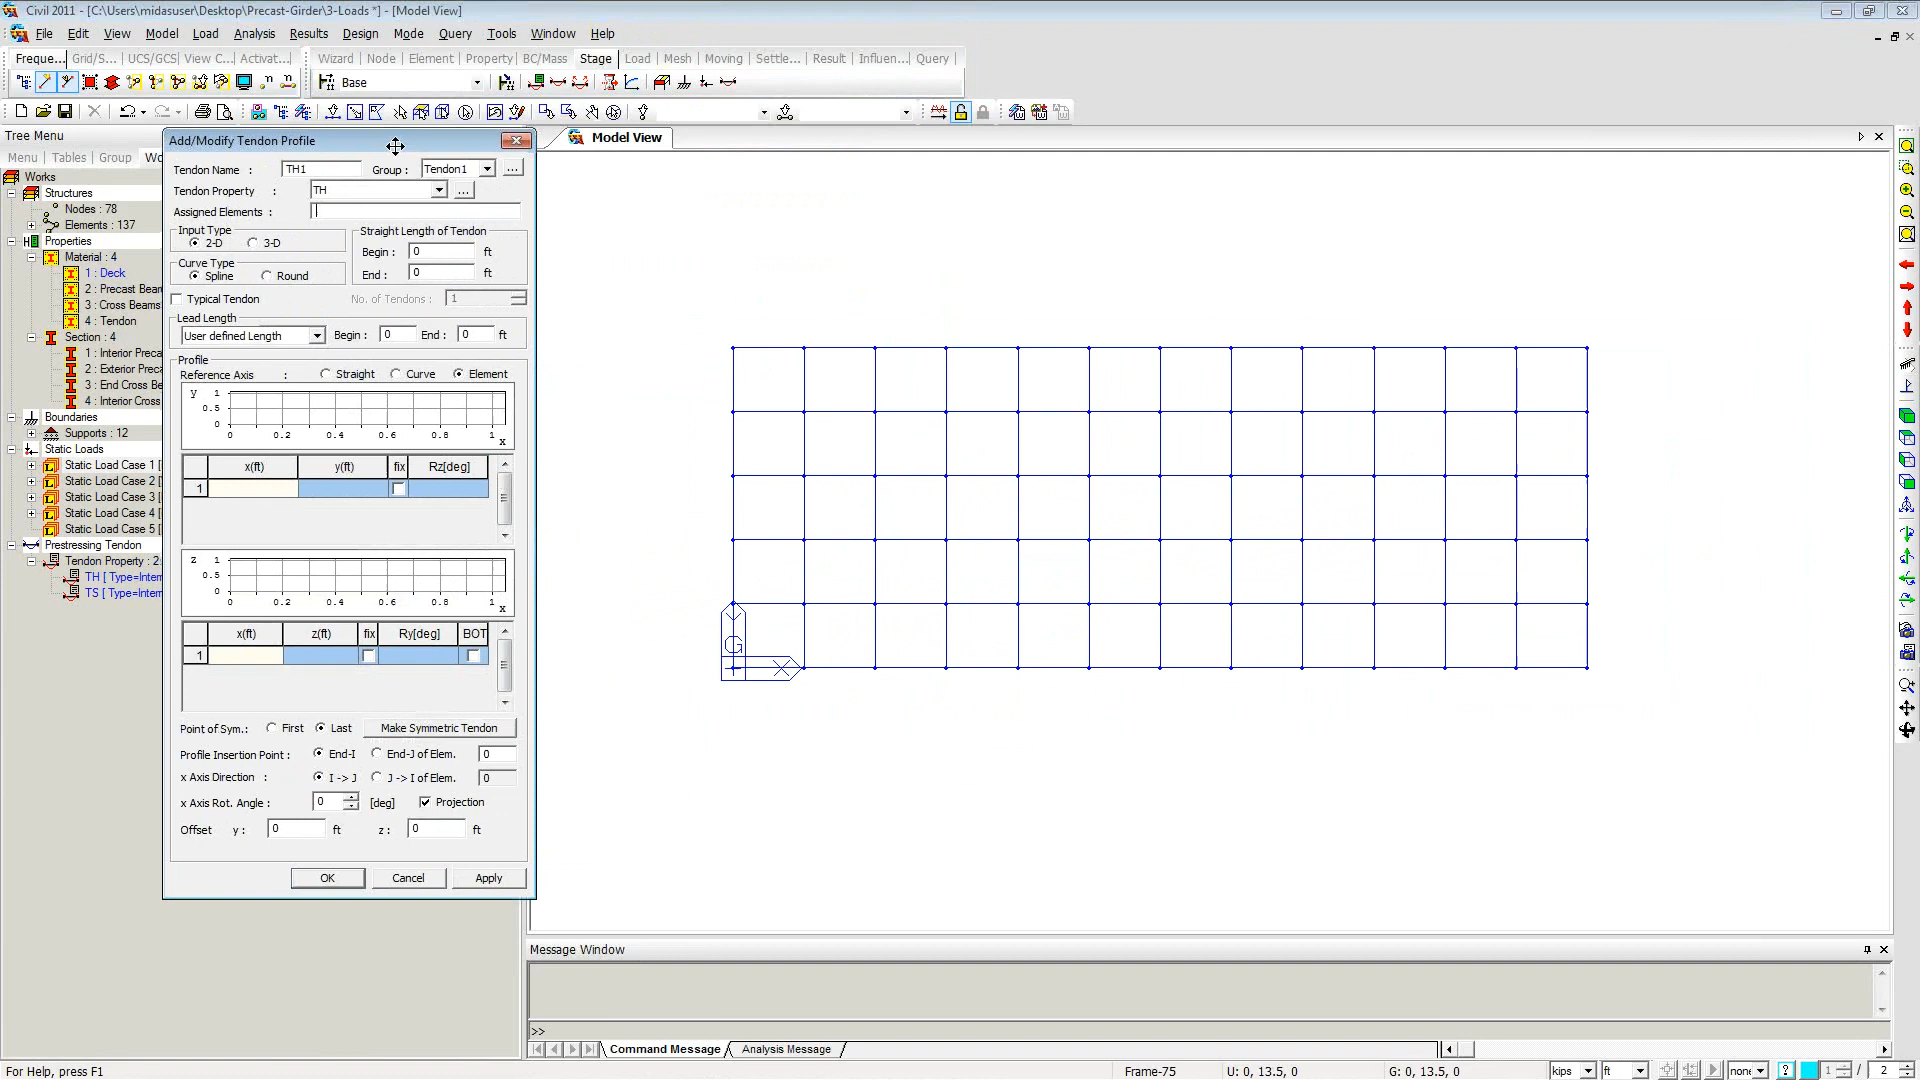 Civil 2011 - [C:\Users\midasuser\Desktop\Precast-Girder\3-Loads *] - [Model View]
File Edit View Model Load Analysis Results Design Mode Query Tools Window Help
Freque... Grid/S... UCS/GCS View C... Activat... Wizard Node Element Property BC/Mass Stage Load Mesh Moving Settle... Result Influen... Query
Base
Tree Menu
Menu Tables Group Wo
Works
Structures
Nodes : 78
Elements : 137
Properties
Material : 4
1 : Deck
2 : Precast Bear
3 : Cross Beams
4 : Tendon
Section : 4
1 : Interior Preca
2 : Exterior Preca
3 : End Cross Be
4 : Interior Cross
Boundaries
Supports : 12
Static Loads
Static Load Case 1 [
Static Load Case 2 [
Static Load Case 3 [
Static Load Case 4 [
Static Load Case 5 [
Prestressing Tendon
Tendon Property : 2
TH [ Type=Intern
TS [ Type=Intern
Add/Modify Tendon Profile
Tendon Name : TH1 Group : Tendon1 ...
Tendon Property : TH ...
Assigned Elements :
Input Type
2-D 3-D
Curve Type
Spline Round
Straight Length of Tendon
Begin : 0 ft
End : 0 ft
Typical Tendon No. of Tendons : 1
Lead Length
User defined Length Begin : 0 End : 0 ft
Profile
Reference Axis : Straight Curve Element
y 1
0.5
0
0 0.2 0.4 0.6 0.8 1 x
x(ft) y(ft) fix Rz[deg]
1
z 1
0.5
0
0 0.2 0.4 0.6 0.8 1 x
x(ft) z(ft) fix Ry[deg] BOT
1
Point of Sym.: First Last Make Symmetric Tendon
Profile Insertion Point : End-I End-J of Elem. 0
x Axis Direction : I -> J J -> I of Elem. 0
x Axis Rot. Angle : 0 [deg] Projection
Offset y : 0 ft z : 0 ft
OK Cancel Apply
Model View
G
X
Message Window
>>
Command Message Analysis Message
For Help, press F1
Frame-75 U: 0, 13.5, 0 G: 0, 13.5, 0 kips ft none ? 1 / 2